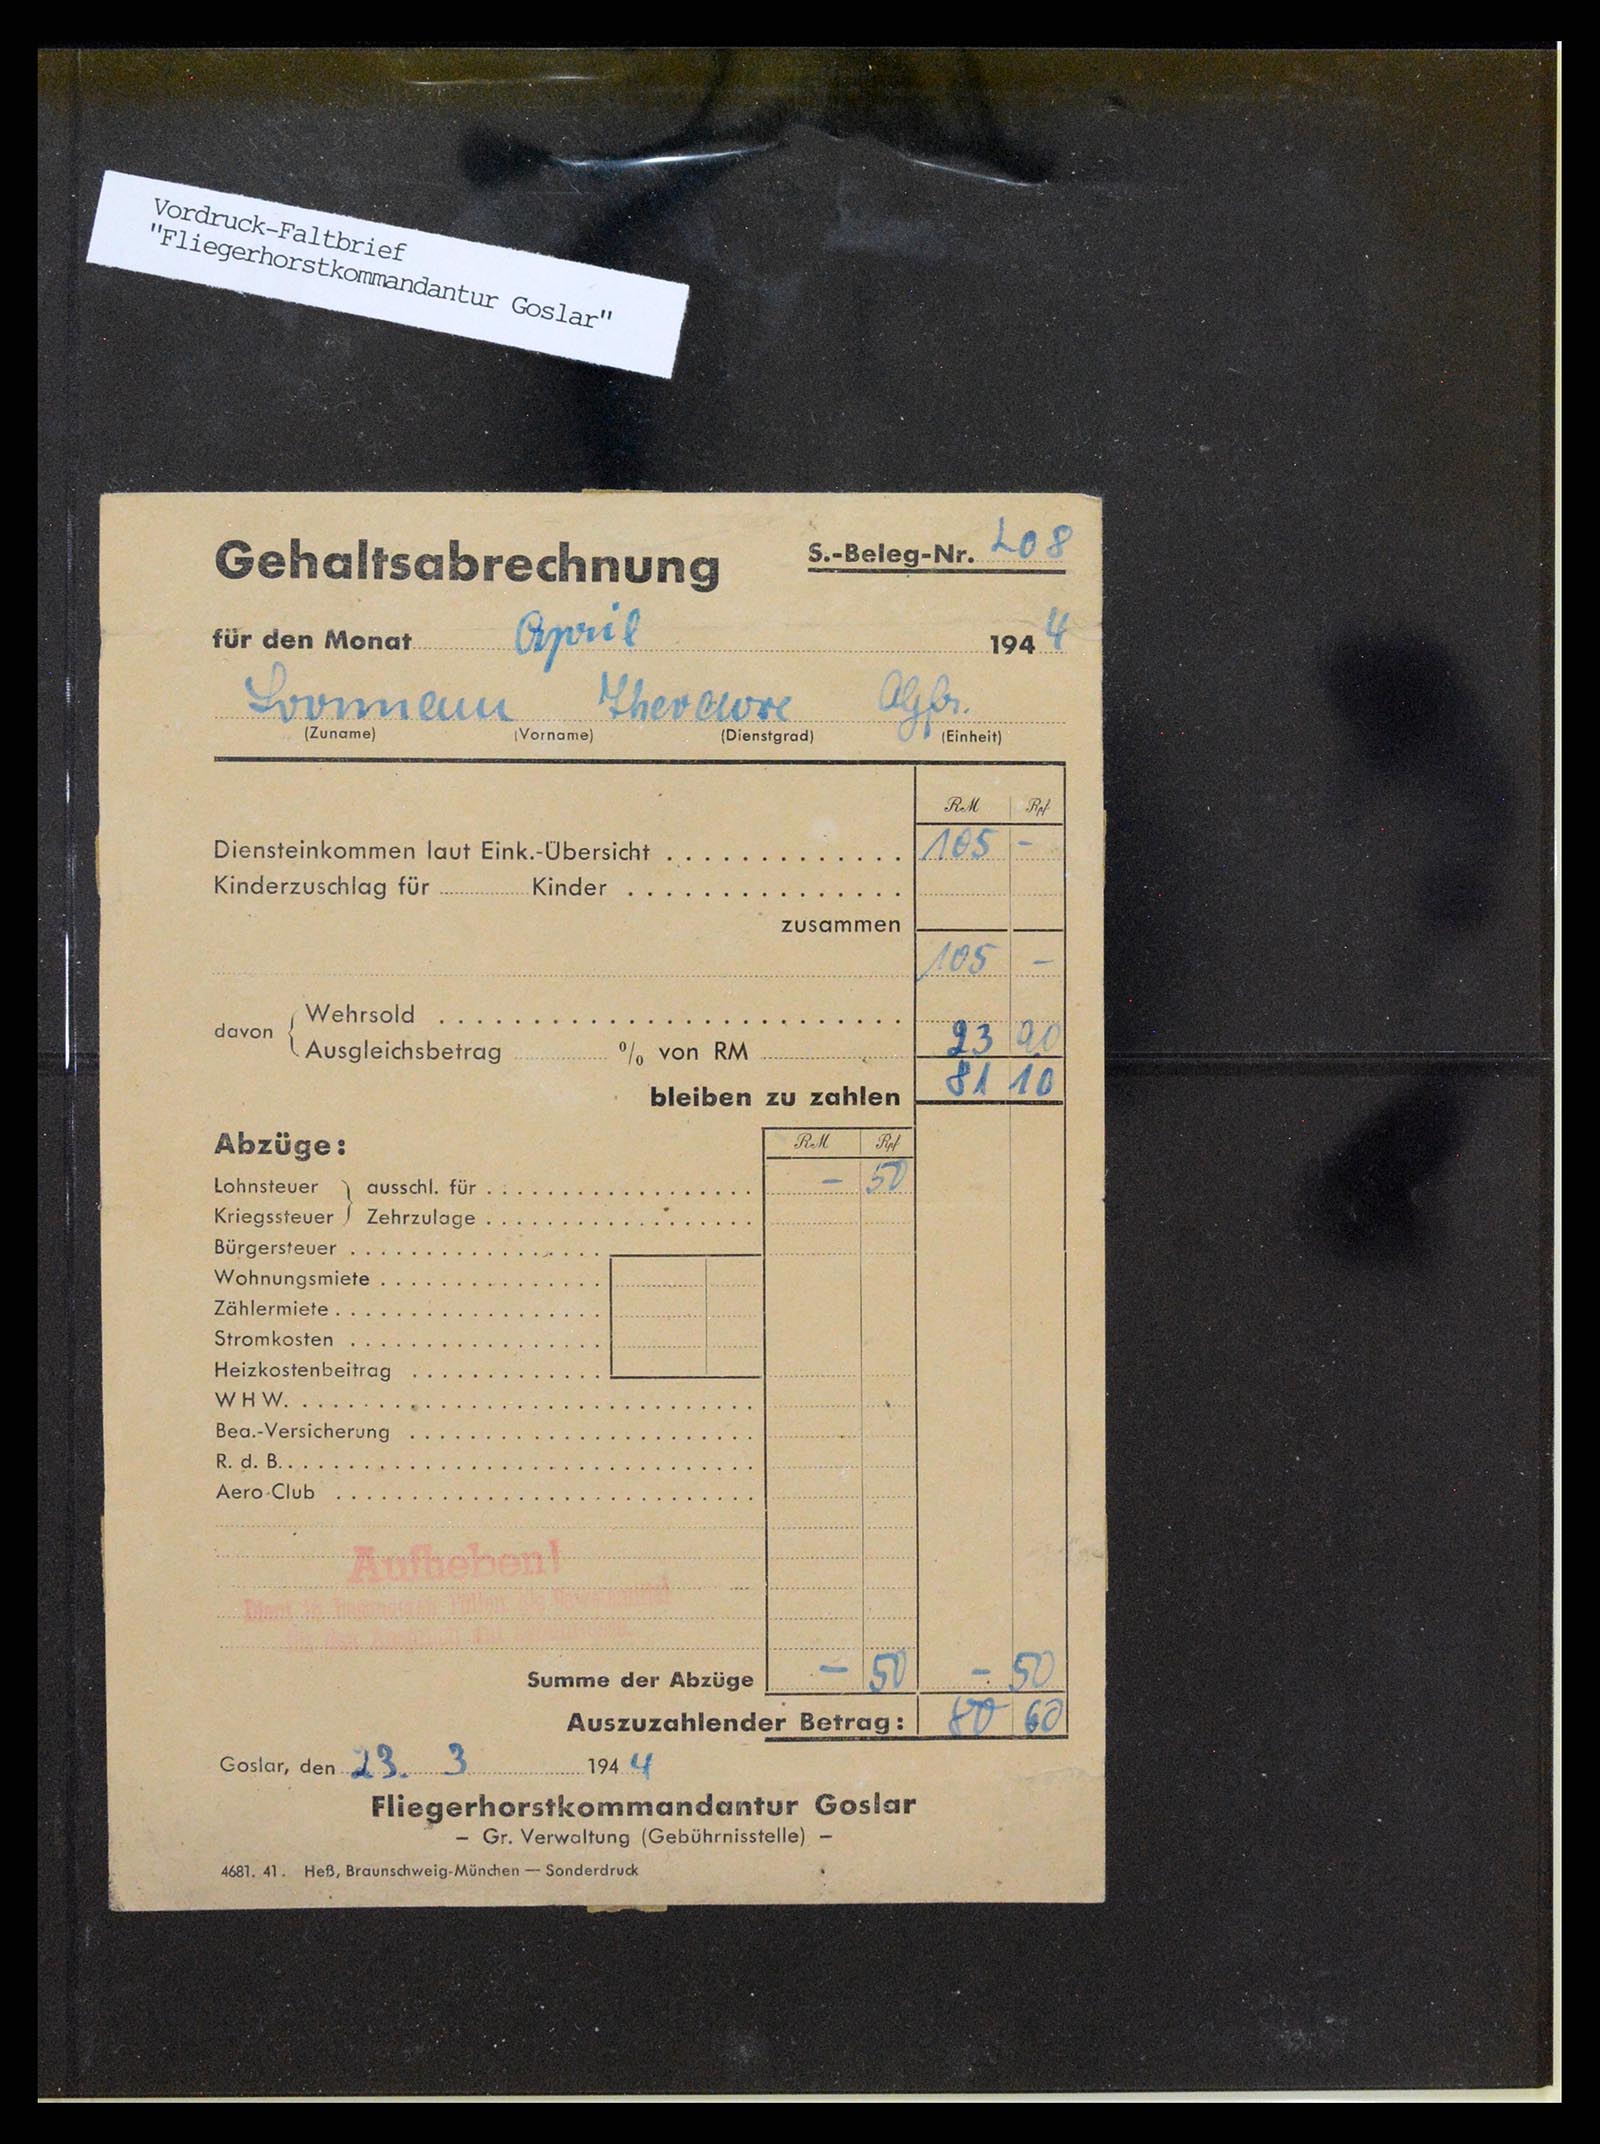 Vordruck-Faltbrief
"Fliegerhorstkommandantur Goslar"
Gehaltsabrechnung
S.-Beleg-Nr. 208
für den Monat April 1944
Theodore
(Zuname) (Vorname) (Dienstgrad) (Einheit)
RM Rpf
Diensteinkommen laut Eink.-Übersicht 105 -
Kinderzuschlag für Kinder
zusammen
105 -
davon { Wehrsold
Ausgleichsbetrag % von RM 23 90
bleiben zu zahlen 81 10
Abzüge: RM Rpf
Lohnsteuer } ausschl. für - 50
Kriegssteuer } Zehrzulage
Bürgersteuer
Wohnungsmiete
Zählermiete
Stromkosten
Heizkostenbeitrag
WHW.
Bea.-Versicherung
R. d. B.
Aero-Club
Aufheben!
Summe der Abzüge - 50 - 50
Auszuzahlender Betrag: 80 60
Goslar, den 23. 3 1944
Fliegerhorstkommandantur Goslar
— Gr. Verwaltung (Gebührnisstelle) —
4681. 41. Heß, Braunschweig-München — Sonderdruck